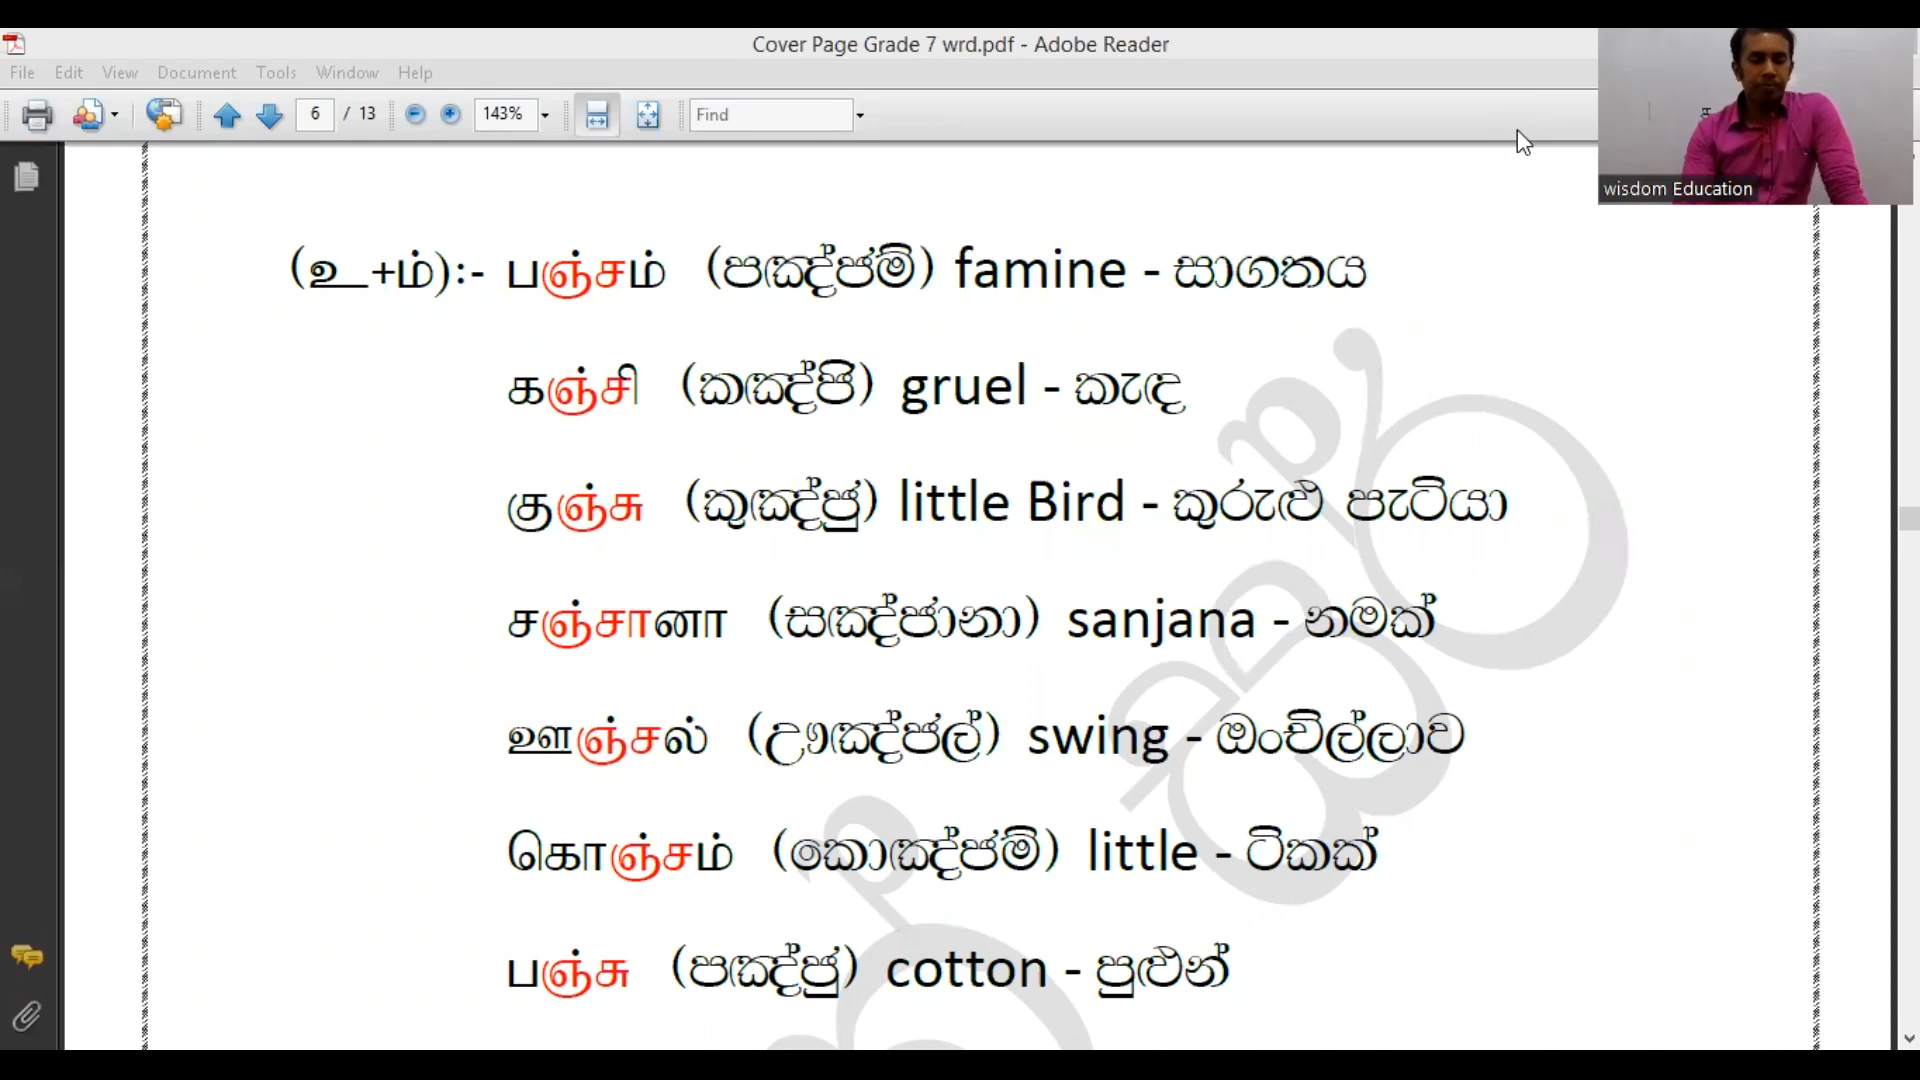 Cover Page Grade 7 wrd.pdf - Adobe Reader
File Edit View Document Tools Window Help
6 / 13 143% Find
wisdom Education
(உ+ம்):- பஞ்சம் (පඤ්ජම්) famine - සාගතය
கஞ்சி (කඤ්ජි) gruel - කැඳ
குஞ்சு (කුඤ්ජු) little Bird - කුරුළු පැටියා
சஞ்சானா (සඤ්ජානා) sanjana - නමක්
ஊஞ்சல் (ඌඤ්ජල්) swing - ඔංචිල්ලාව
கொஞ்சம் (කොඤ්ජම්) little - ටිකක්
பஞ்சு (පඤ්ජු) cotton - පුළුන්